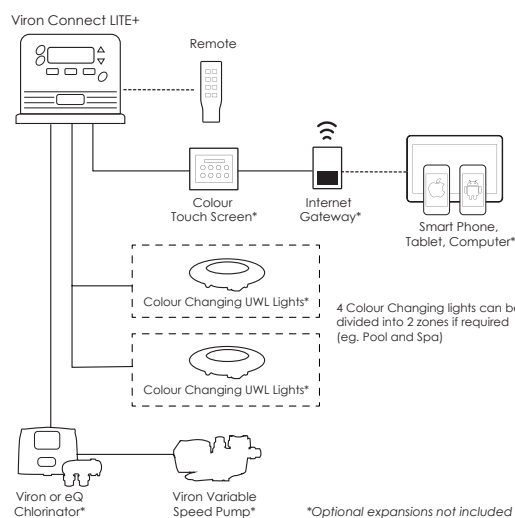 Viron Connect LITE+
Remote
Colour
Touch Screen*
Internet
Gateway*
Smart Phone,
Tablet, Computer*
Colour Changing UWL Lights*
4 Colour Changing lights can be
divided into 2 zones if required
(eg. Pool and Spa)
Colour Changing UWL Lights*
Viron or eQ
Chlorinator*
Viron Variable
Speed Pump*
*Optional expansions not included